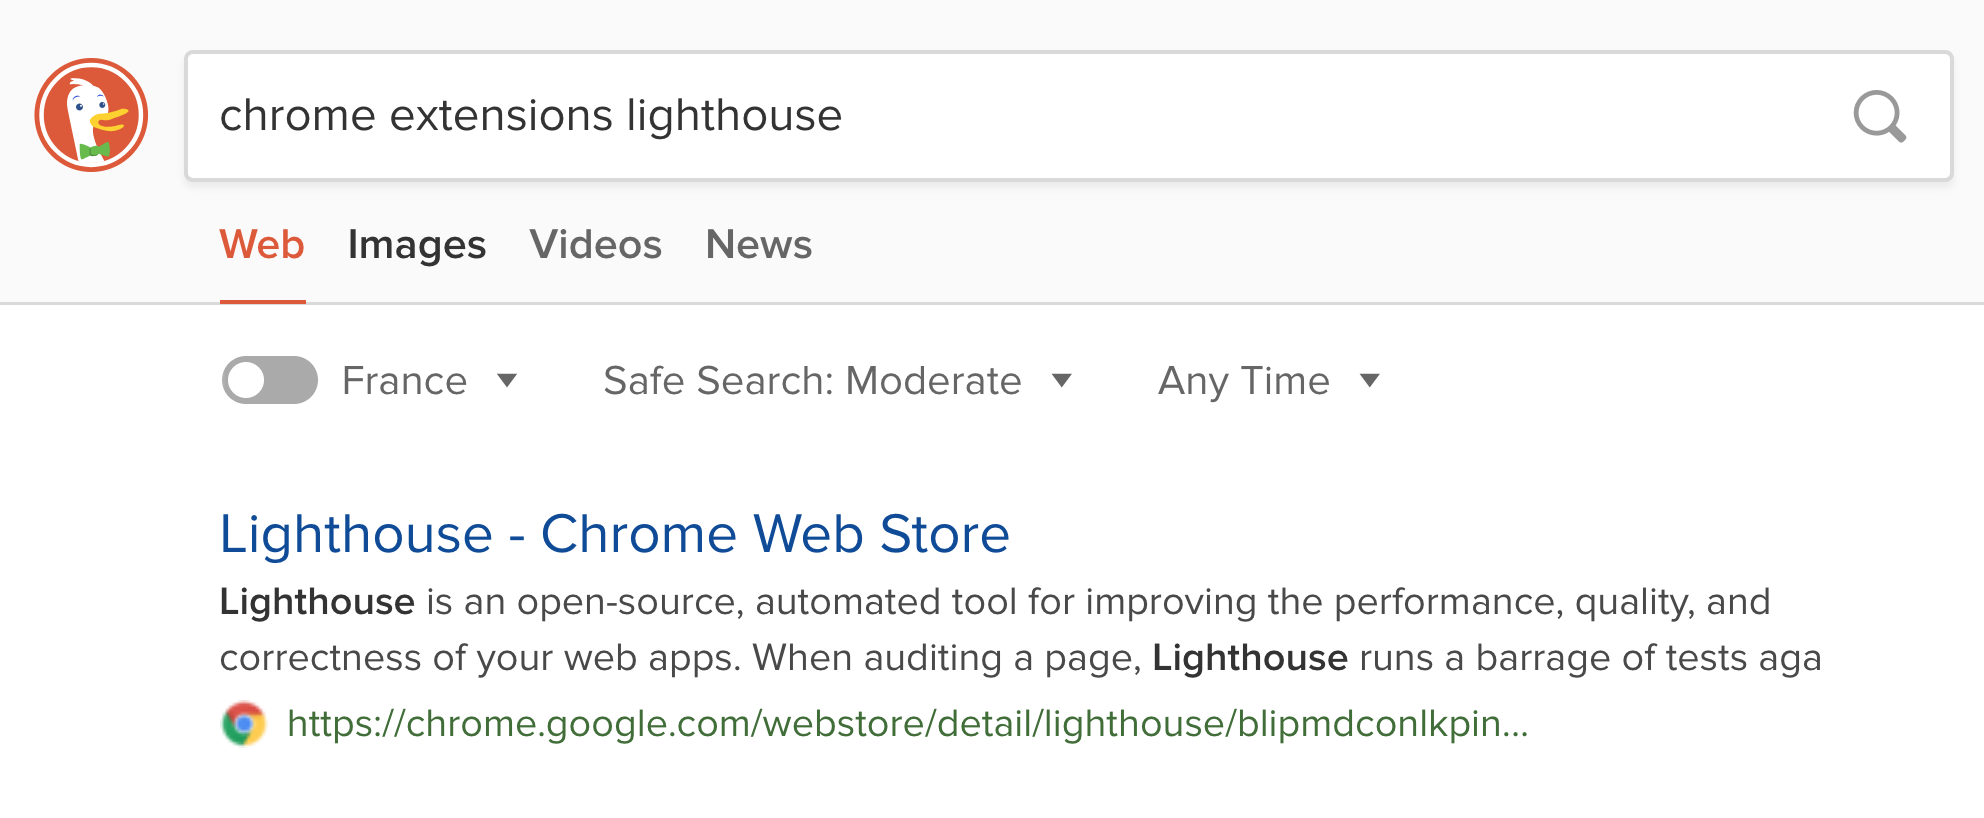 chrome extensions lighthouse
Web Images Videos News
France Safe Search: Moderate Any Time
Lighthouse - Chrome Web Store
Lighthouse is an open-source, automated tool for improving the performance, quality, and
correctness of your web apps. When auditing a page, Lighthouse runs a barrage of tests aga
https://chrome.google.com/webstore/detail/lighthouse/blipmdconlkpin...